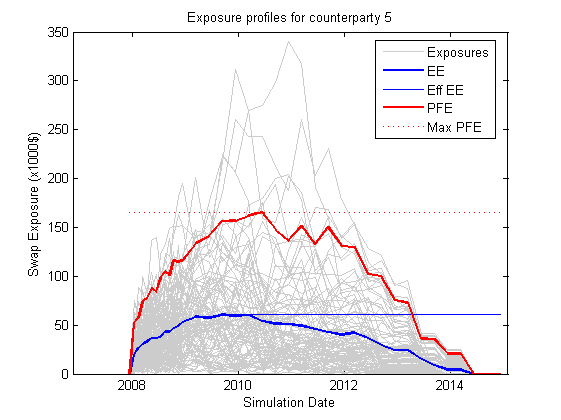 Exposure profiles for counterparty 5
350
300
250
200
150
100
50
0
Swap Exposure (x1000$)
Exposures
EE
Eff EE
PFE
Max PFE
2008
2010
2012
2014
Simulation Date